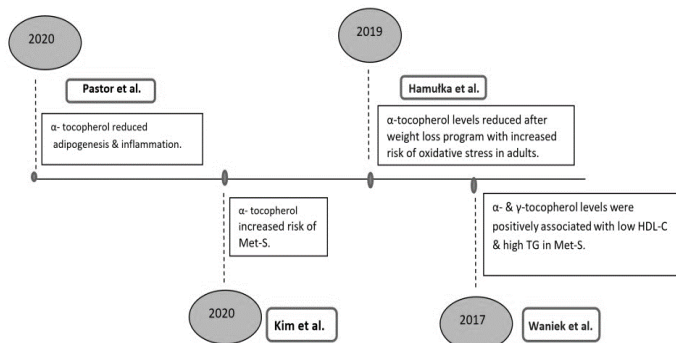 2020
Pastor et al.
α- tocopherol reduced
adipogenesis & inflammation.
2019
Hamułka et al.
α-tocopherol levels reduced after
weight loss program with increased
risk of oxidative stress in adults.
α- tocopherol
increased risk of
Met-S.
2020
Kim et al.
α- & γ-tocopherol levels were
positively associated with low HDL-C
& high TG in Met-S.
2017
Waniek et al.